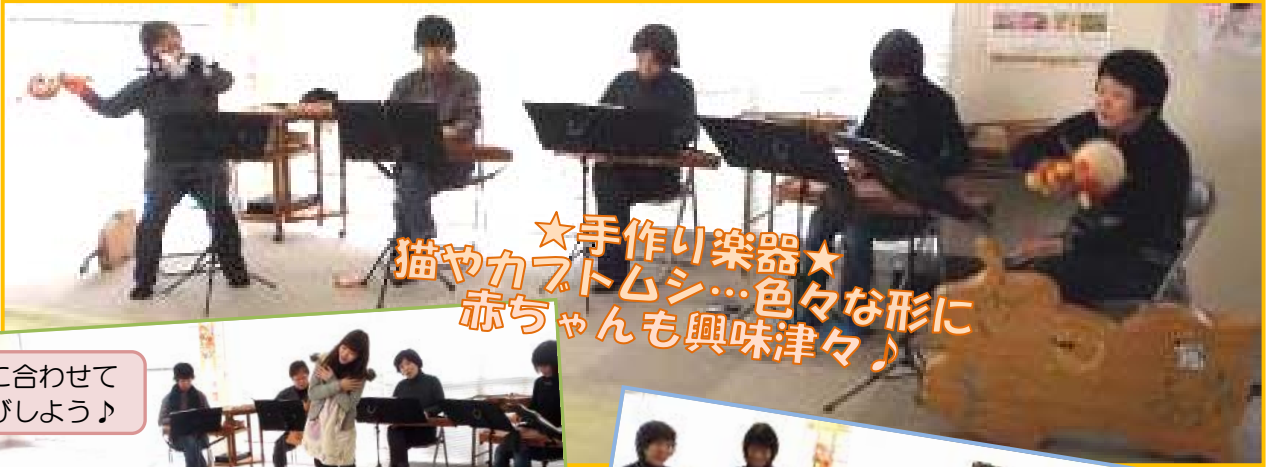 ★手作り楽器★
猫やカブトムシ…色々な形に
赤ちゃんも興味津々♪
に合わせて
びしよう♪